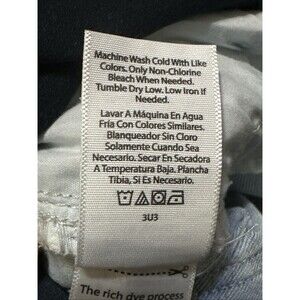 Machine Wash Cold With Like
Colors. Only Non-Chlorine
Bleach When Needed.
Tumble Dry Low. Low Iron If
Needed.
Lavar A Máquina En Agua
Fría Con Colores Similares.
Blanqueador Sin Cloro
Solamente Cuando Sea
Necesario. Secar En Secadora
A Temperatura Baja. Plancha
Tibia, Si Es Necesario.
3U3
The rich dye process